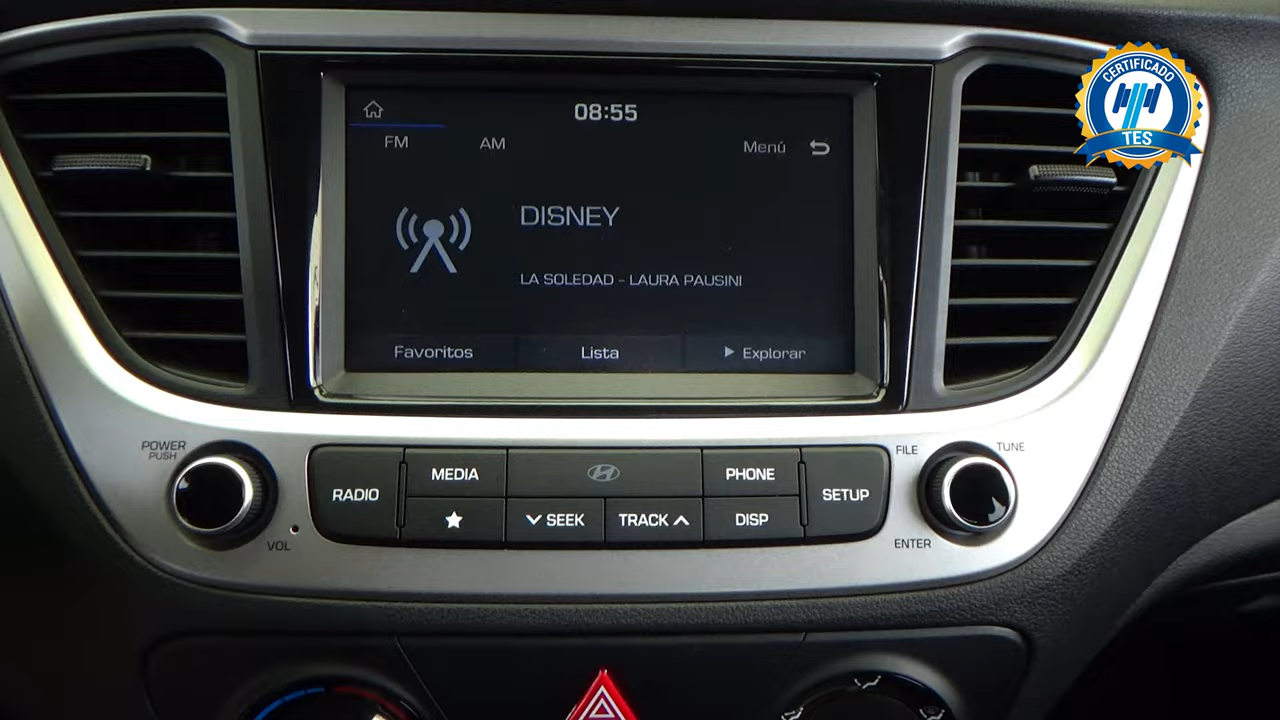 CERTIFICADO
TES
08:55
FM
AM
Menú
DISNEY
LA SOLEDAD - LAURA PAUSINI
Favoritos
Lista
Explorar
POWER
PUSH
VOL
RADIO
MEDIA
PHONE
SETUP
SEEK
TRACK
DISP
FILE
TUNE
ENTER